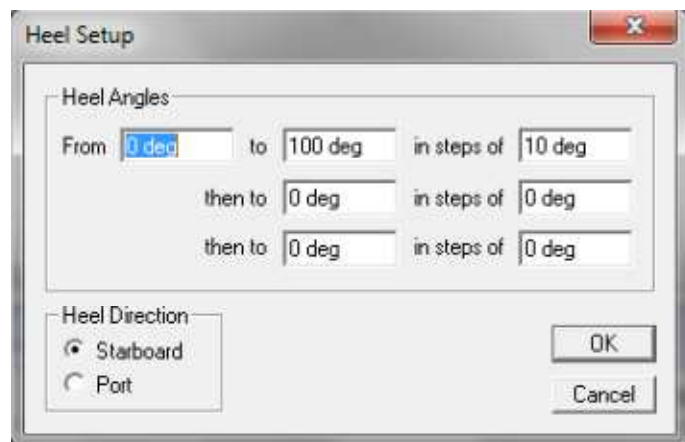 Heel Setup
Heel Angles
From 0 deg to 100 deg in steps of 10 deg
then to 0 deg in steps of 0 deg
then to 0 deg in steps of 0 deg
Heel Direction
Starboard
Port
OK
Cancel